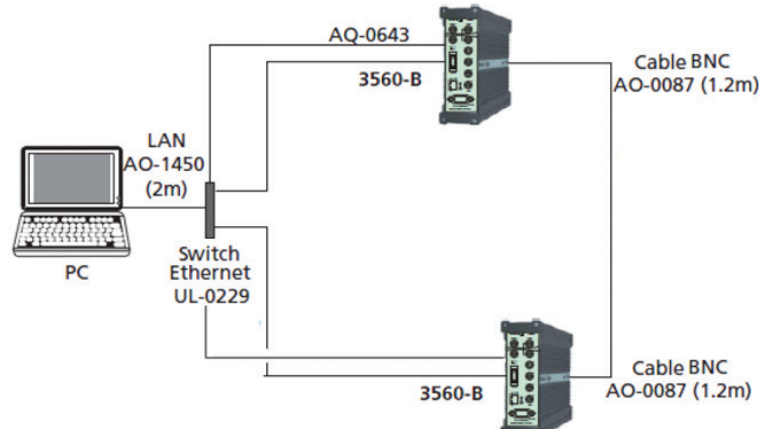 AQ-0643
3560-B
Cable BNC
AO-0087 (1.2m)
LAN
AO-1450
(2m)
PC
Switch
Ethernet
UL-0229
3560-B
Cable BNC
AO-0087 (1.2m)